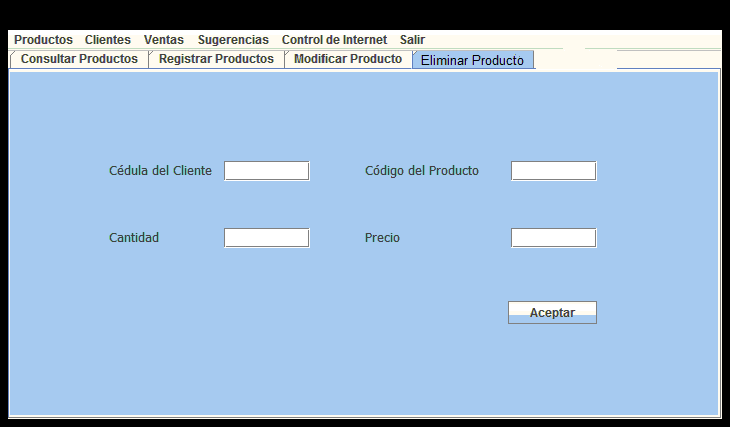 Productos Clientes Ventas Sugerencias Control de Internet Salir
Consultar Productos Registrar Productos Modificar Producto Eliminar Producto
Cédula del Cliente Código del Producto
Cantidad Precio
Aceptar